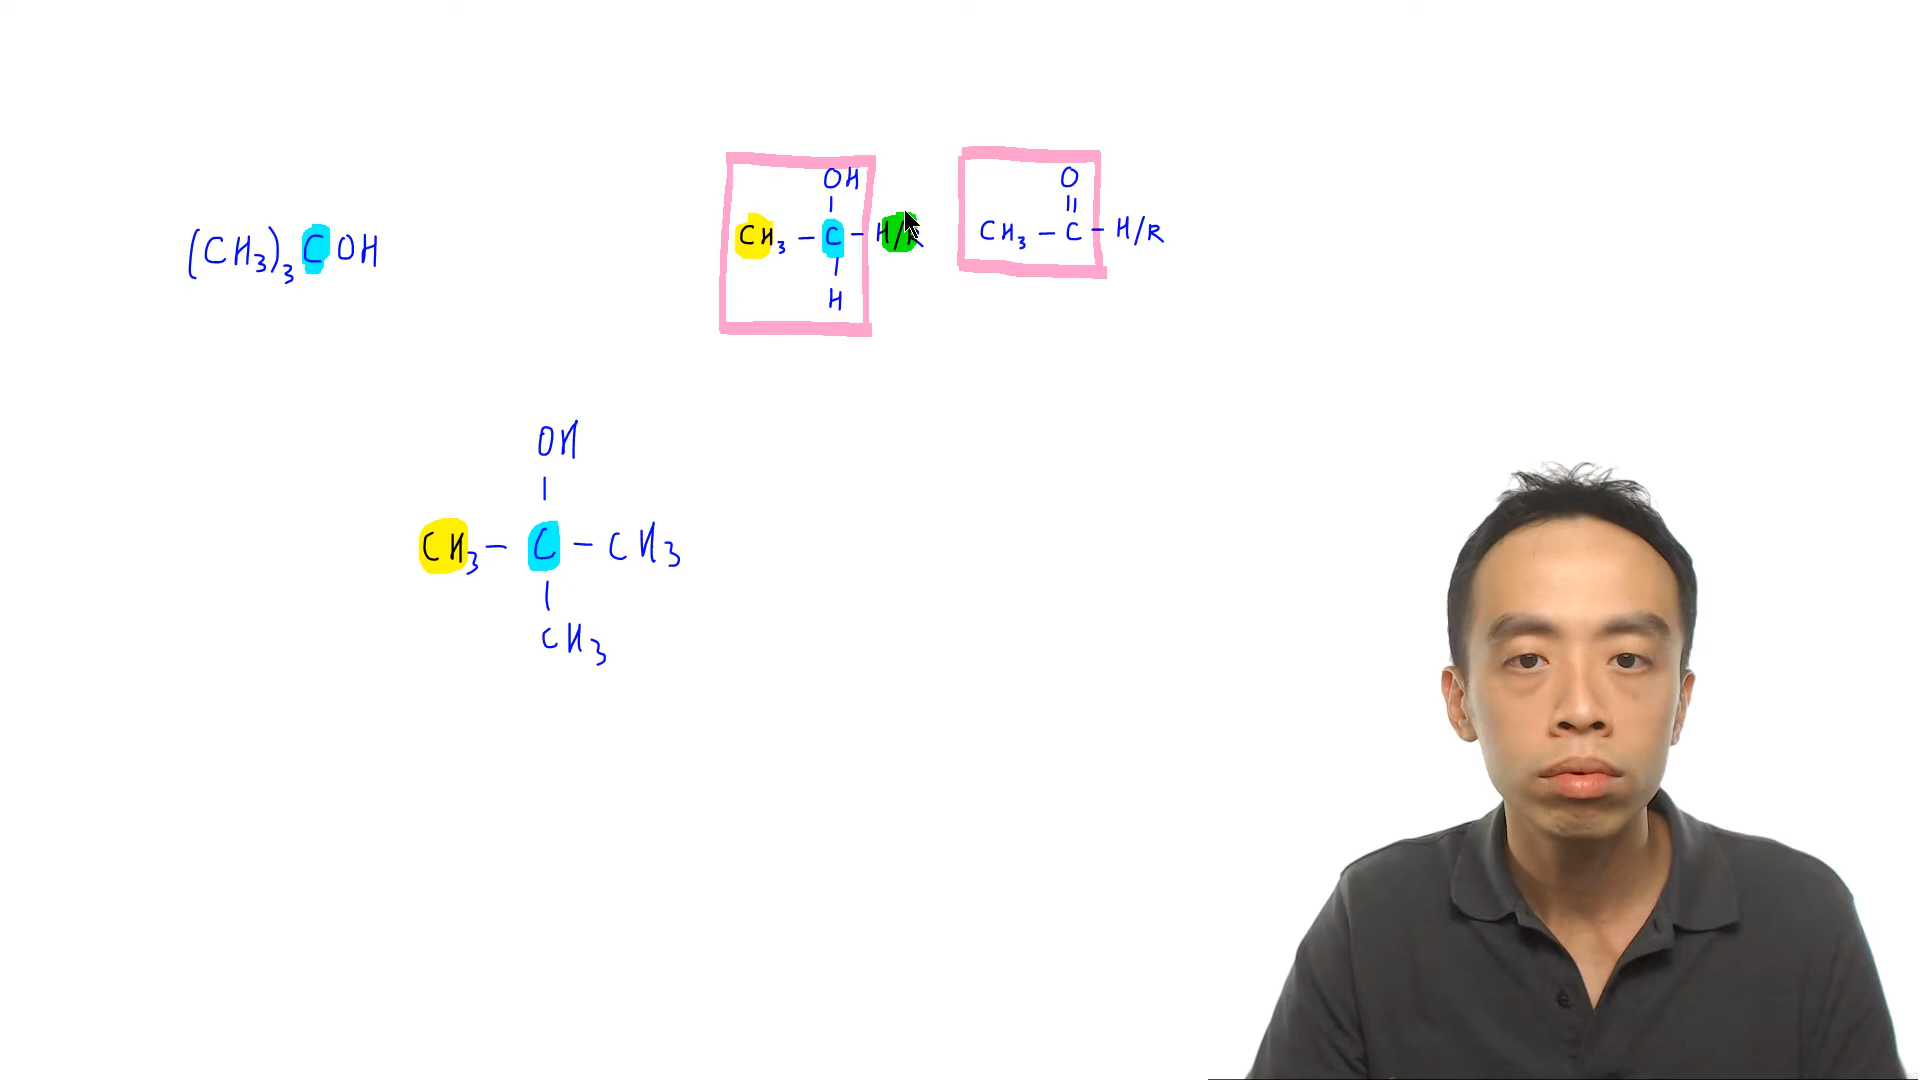 (CH₃)₃COH
OH
|
CH₃ – C – H/R
|
H
O
||
CH₃ – C – H/R
OH
|
CH₃ – C – CH₃
|
CH₃